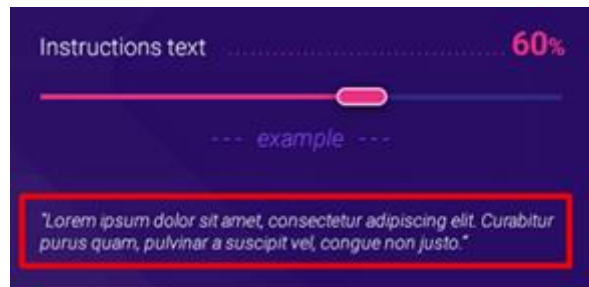 Instructions text ................................ 60%
--- example ---
"Lorem ipsum dolor sit amet, consectetur adipiscing elit. Curabitur
purus quam, pulvinar a suscipit vel, congue non justo."